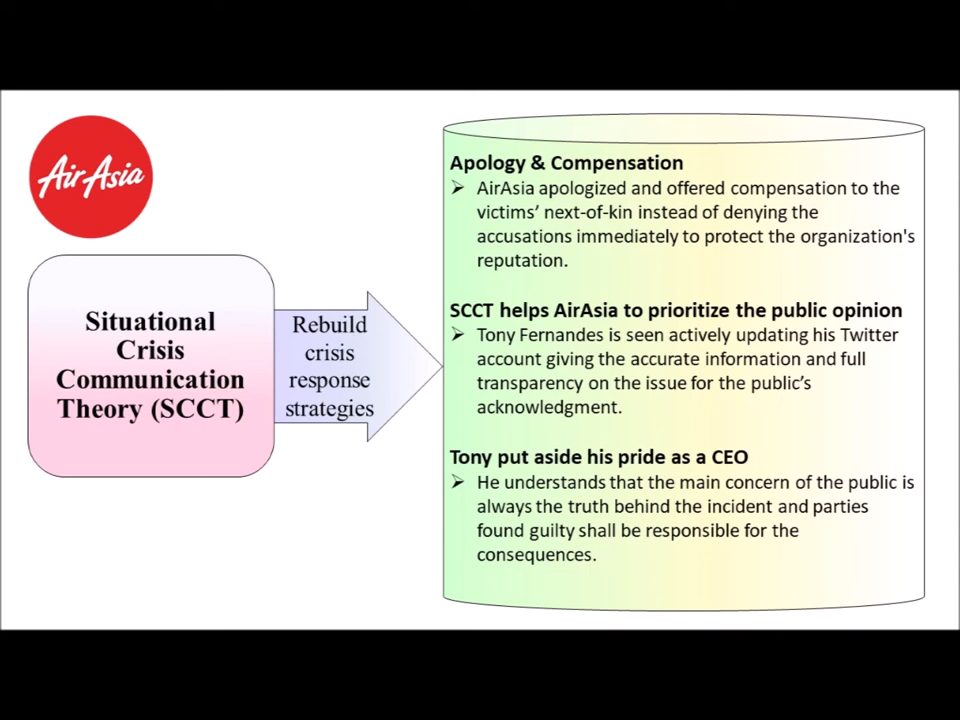 AirAsia
Situational
Crisis
Communication
Theory (SCCT)
Rebuild
crisis
response
strategies
Apology & Compensation
➢ AirAsia apologized and offered compensation to the
victims’ next-of-kin instead of denying the
accusations immediately to protect the organization's
reputation.
SCCT helps AirAsia to prioritize the public opinion
➢ Tony Fernandes is seen actively updating his Twitter
account giving the accurate information and full
transparency on the issue for the public’s
acknowledgment.
Tony put aside his pride as a CEO
➢ He understands that the main concern of the public is
always the truth behind the incident and parties
found guilty shall be responsible for the
consequences.